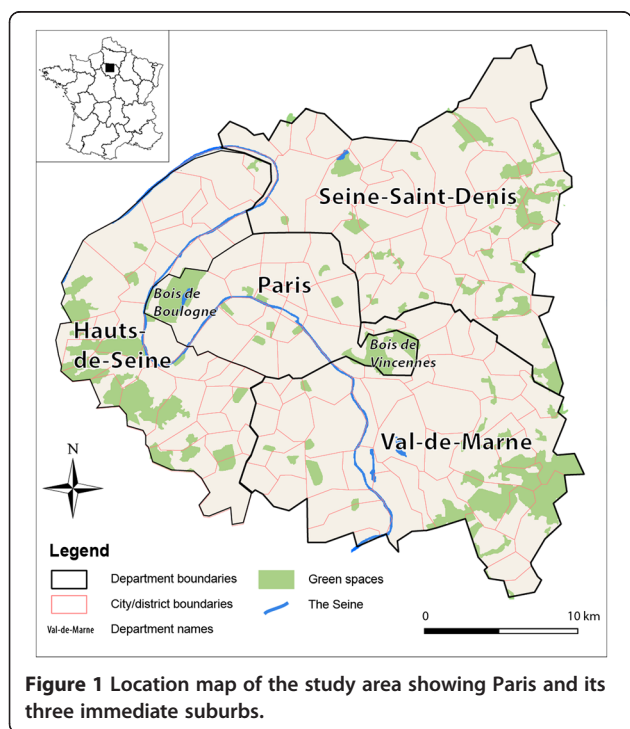 Seine-Saint-Denis
Paris
Bois de
Boulogne
Hauts-
de-Seine
Bois de
Vincennes
Val-de-Marne
N
Legend
Department boundaries
Green spaces
City/district boundaries
The Seine
Val-de-Marne Department names
0 10 km
Figure 1 Location map of the study area showing Paris and its
three immediate suburbs.